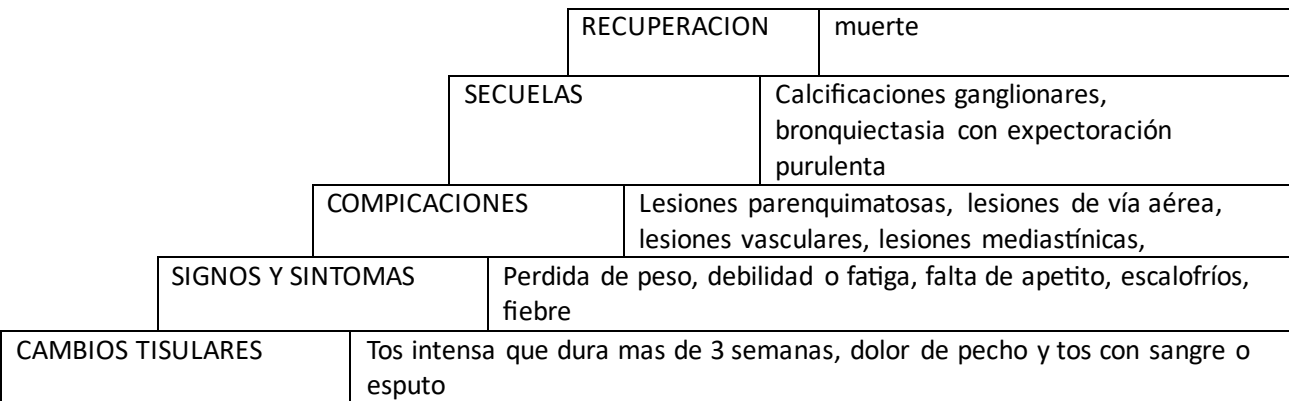 RECUPERACION muerte
SECUELAS Calcificaciones ganglionares,
bronquiectasia con expectoración
purulenta
COMPICACIONES Lesiones parenquimatosas, lesiones de vía aérea,
lesiones vasculares, lesiones mediastínicas,
SIGNOS Y SINTOMAS Perdida de peso, debilidad o fatiga, falta de apetito, escalofríos,
fiebre
CAMBIOS TISULARES Tos intensa que dura mas de 3 semanas, dolor de pecho y tos con sangre o
esputo